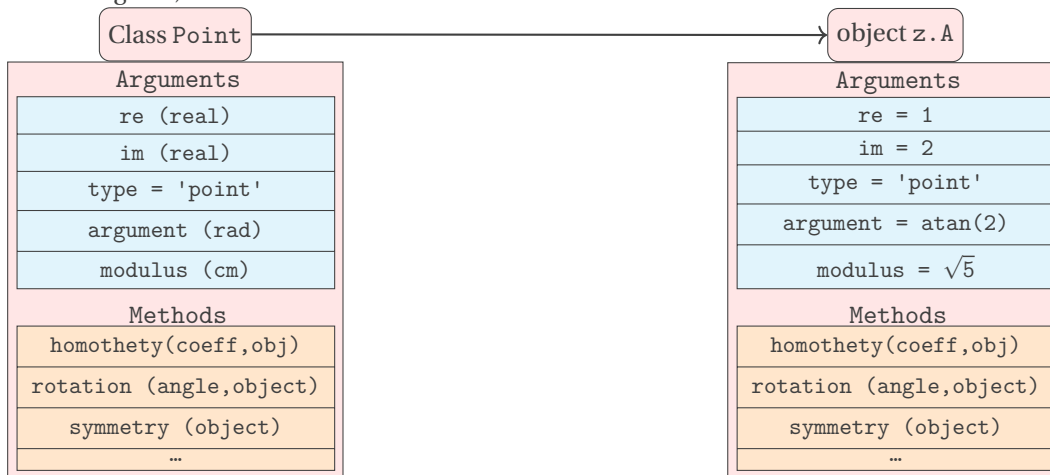 Class Point
Arguments
re (real)
im (real)
type = 'point'
argument (rad)
modulus (cm)
Methods
homothety(coeff,obj)
rotation (angle,object)
symmetry (object)
…
object z.A
Arguments
re = 1
im = 2
type = 'point'
argument = atan(2)
modulus = √5
Methods
homothety(coeff,obj)
rotation (angle,object)
symmetry (object)
…